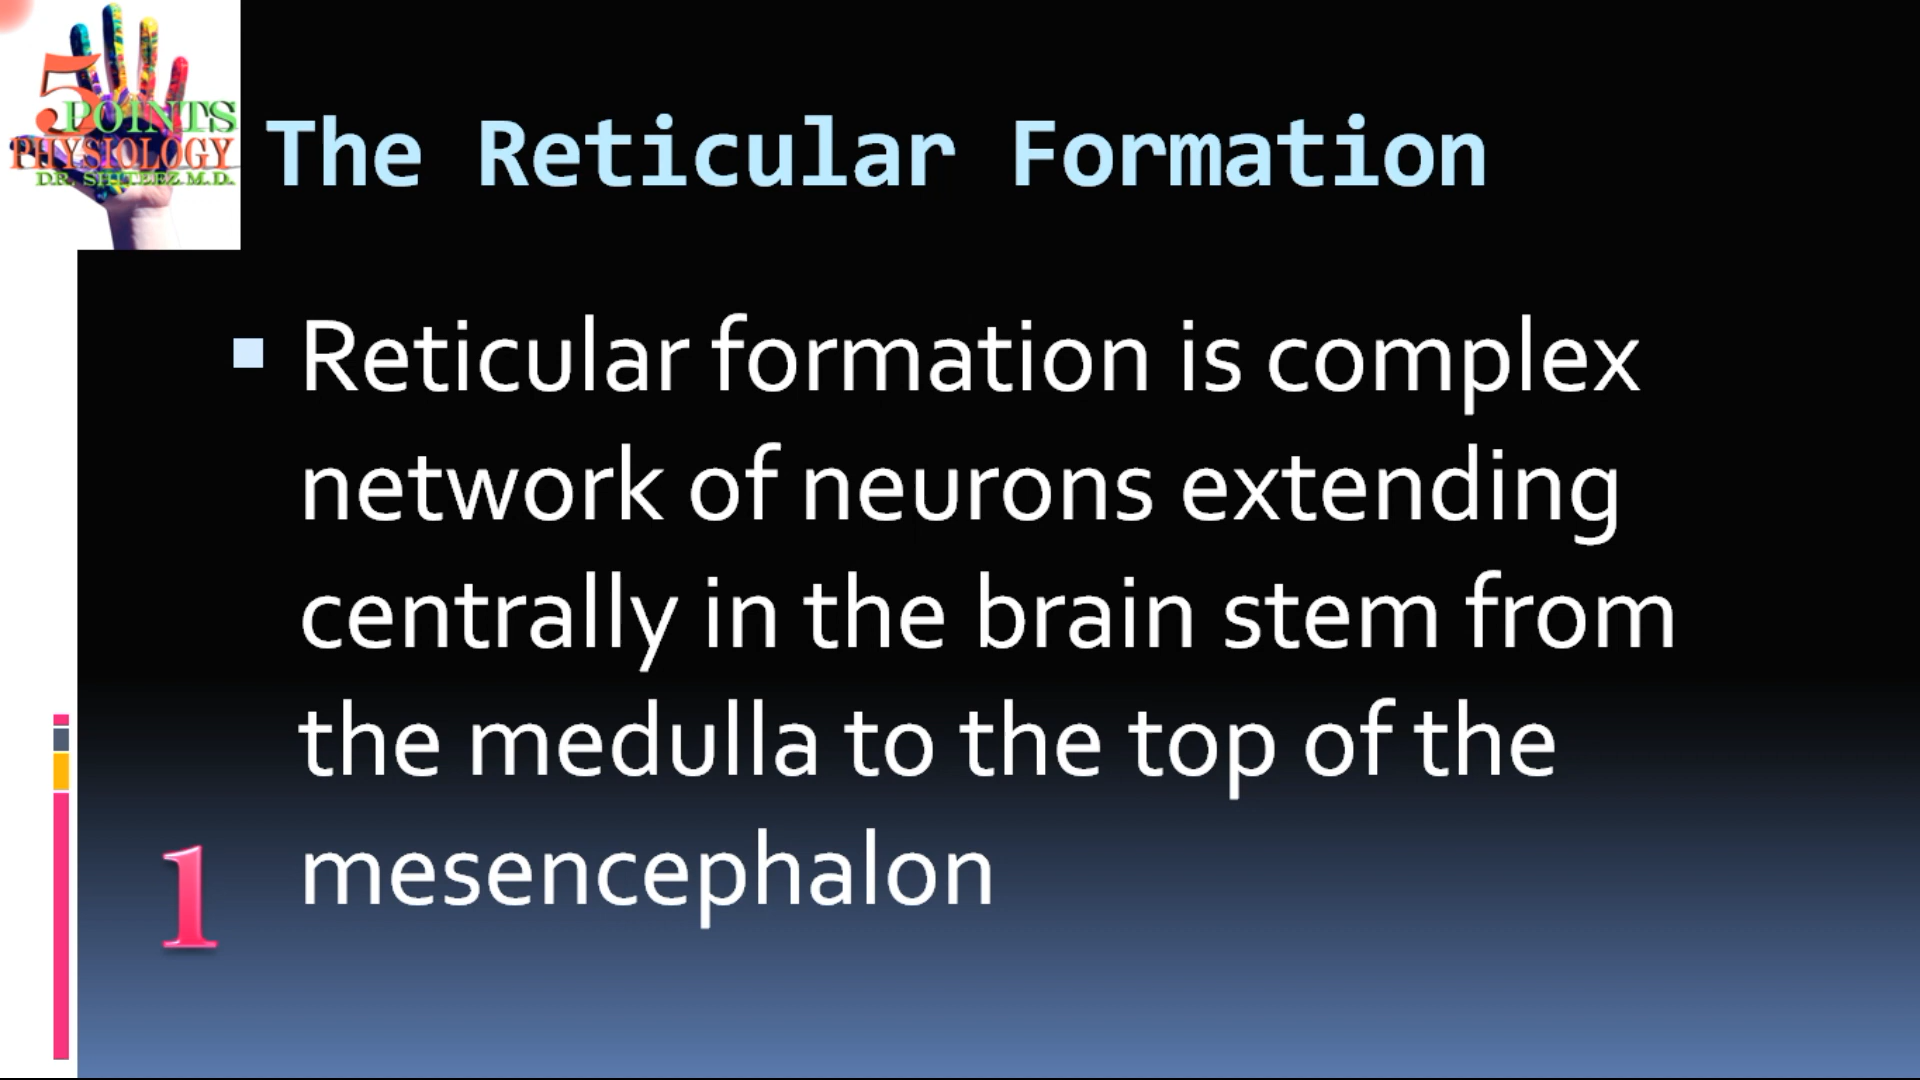 5
POINTS
PHYSIOLOGY
The Reticular Formation
Reticular formation is complex
network of neurons extending
centrally in the brain stem from
the medulla to the top of the
mesencephalon
1